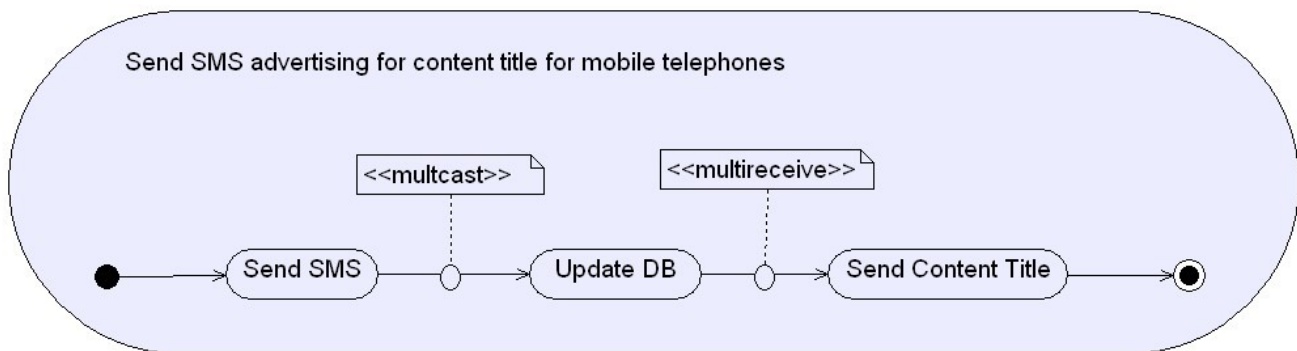 Send SMS advertising for content title for mobile telephones
<<multcast>>
<<multireceive>>
Send SMS
Update DB
Send Content Title